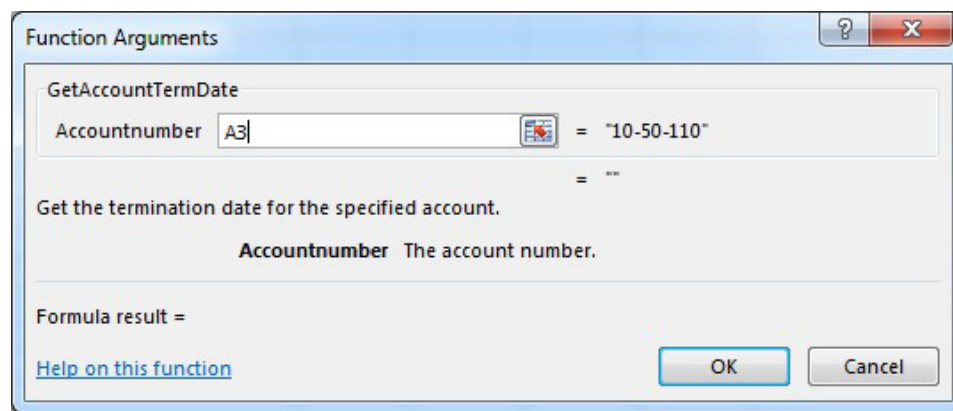 Function Arguments
?
X
GetAccountTermDate
Accountnumber A3 = "10-50-110"
= ""
Get the termination date for the specified account.
Accountnumber The account number.
Formula result =
Help on this function
OK Cancel